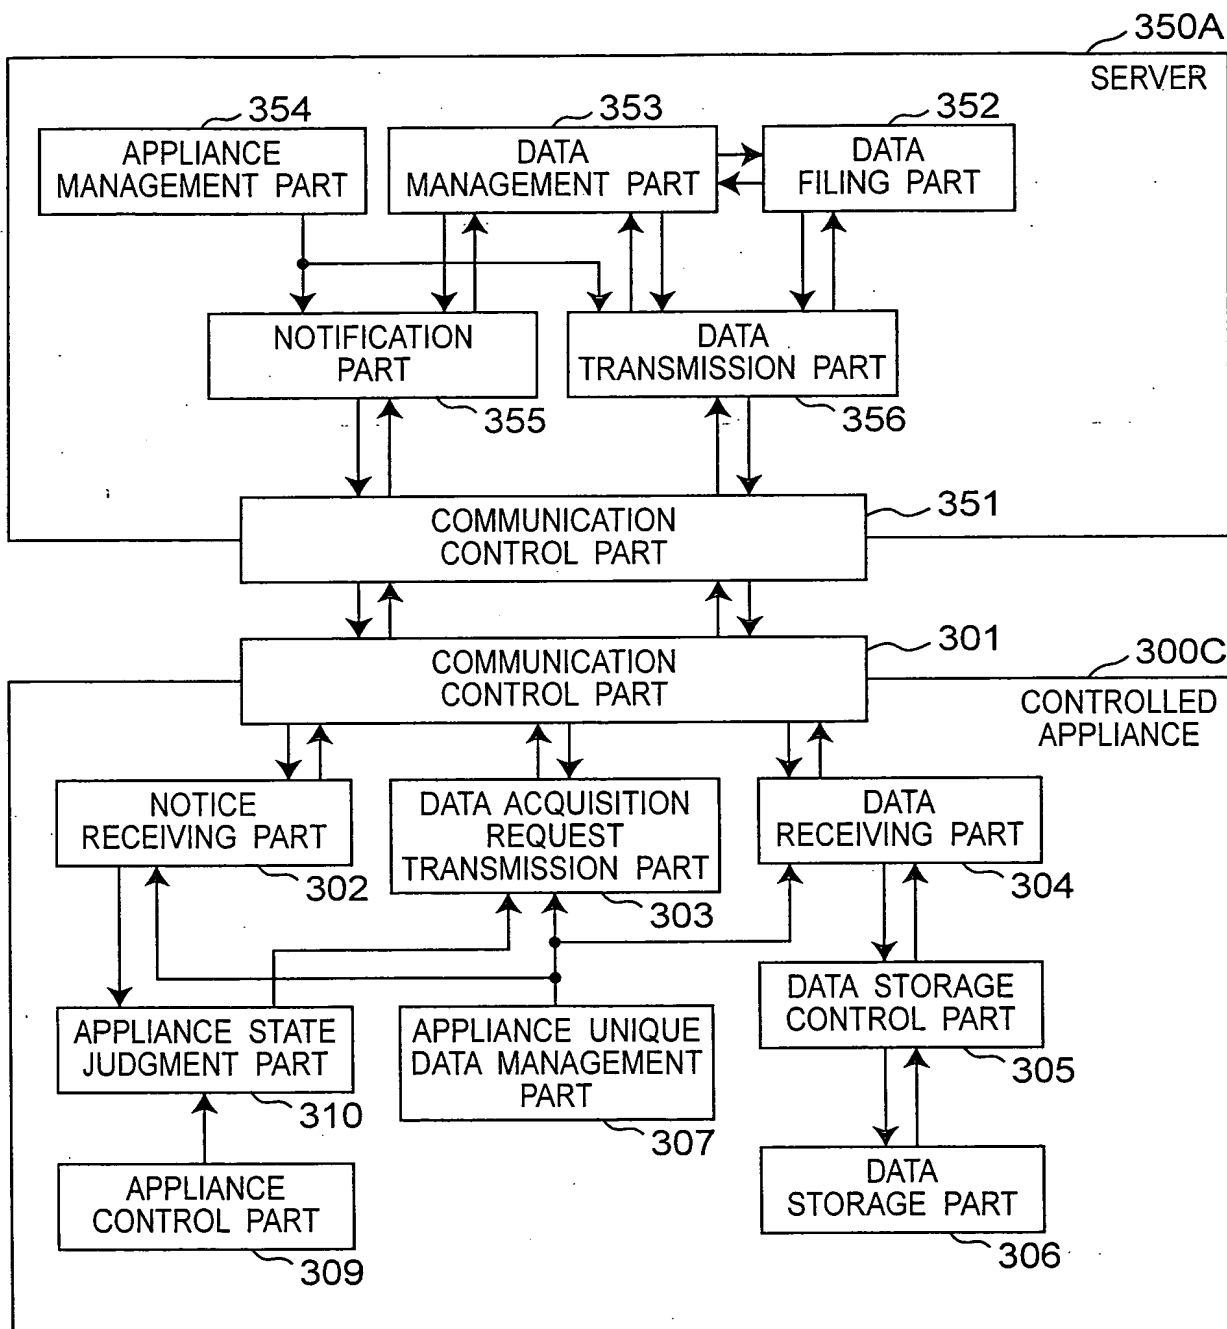 350A
SERVER
354
APPLIANCE
MANAGEMENT PART
353
DATA
MANAGEMENT PART
352
DATA
FILING PART
NOTIFICATION
PART
355
DATA
TRANSMISSION PART
356
COMMUNICATION
CONTROL PART
351
COMMUNICATION
CONTROL PART
301
300C
CONTROLLED
APPLIANCE
NOTICE
RECEIVING PART
302
DATA ACQUISITION
REQUEST
TRANSMISSION PART
303
DATA
RECEIVING PART
304
APPLIANCE STATE
JUDGMENT PART
310
APPLIANCE UNIQUE
DATA MANAGEMENT
PART
307
DATA STORAGE
CONTROL PART
305
APPLIANCE
CONTROL PART
309
DATA
STORAGE PART
306